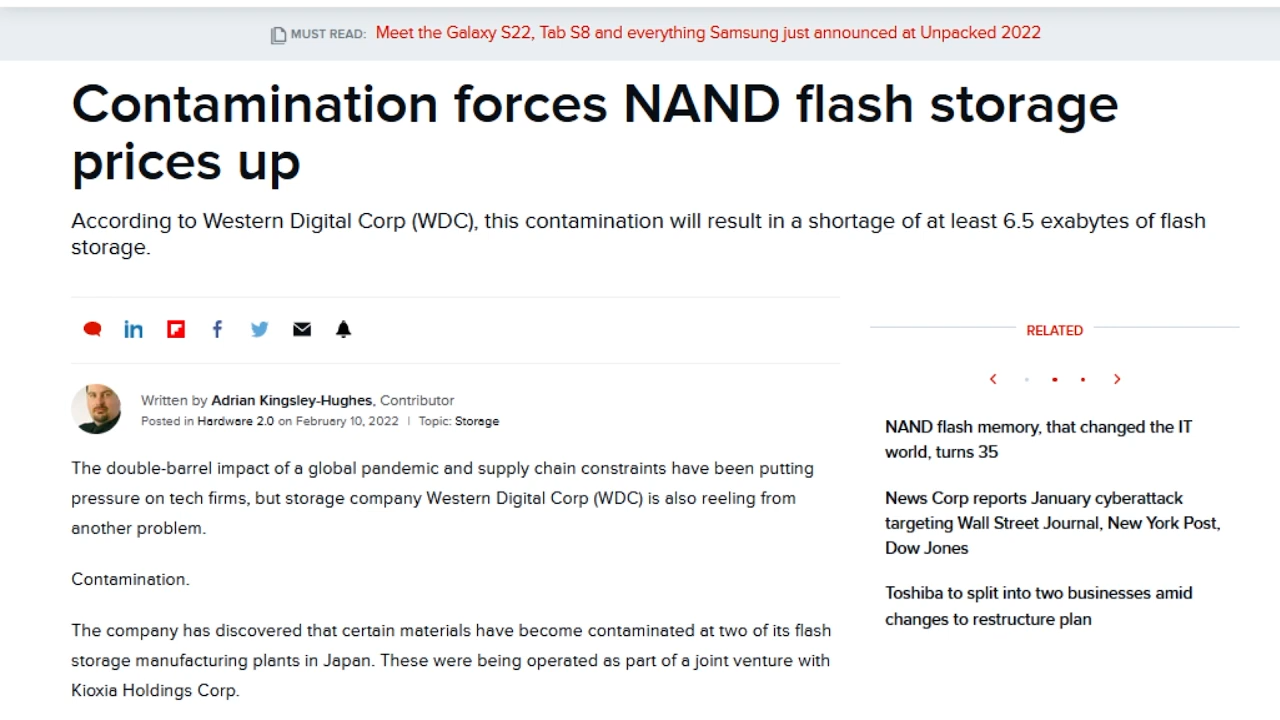 MUST READ: Meet the Galaxy S22, Tab S8 and everything Samsung just announced at Unpacked 2022
Contamination forces NAND flash storage
prices up
According to Western Digital Corp (WDC), this contamination will result in a shortage of at least 6.5 exabytes of flash
storage.
in
f
Written by Adrian Kingsley-Hughes, Contributor
Posted in Hardware 2.0 on February 10, 2022 | Topic: Storage
The double-barrel impact of a global pandemic and supply chain constraints have been putting
pressure on tech firms, but storage company Western Digital Corp (WDC) is also reeling from
another problem.
Contamination.
The company has discovered that certain materials have become contaminated at two of its flash
storage manufacturing plants in Japan. These were being operated as part of a joint venture with
Kioxia Holdings Corp.
RELATED
NAND flash memory, that changed the IT
world, turns 35
News Corp reports January cyberattack
targeting Wall Street Journal, New York Post,
Dow Jones
Toshiba to split into two businesses amid
changes to restructure plan